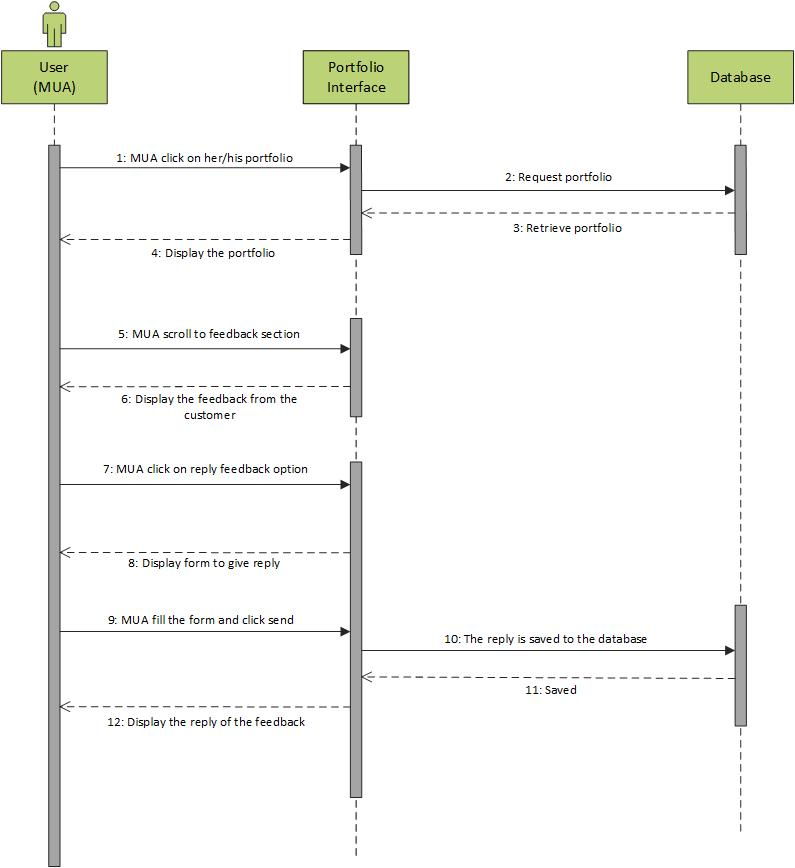 User
(MUA)
Portfolio
Interface
Database
1: MUA click on her/his portfolio
2: Request portfolio
3: Retrieve portfolio
4: Display the portfolio
5: MUA scroll to feedback section
6: Display the feedback from the
customer
7: MUA click on reply feedback option
8: Display form to give reply
9: MUA fill the form and click send
10: The reply is saved to the database
11: Saved
12: Display the reply of the feedback